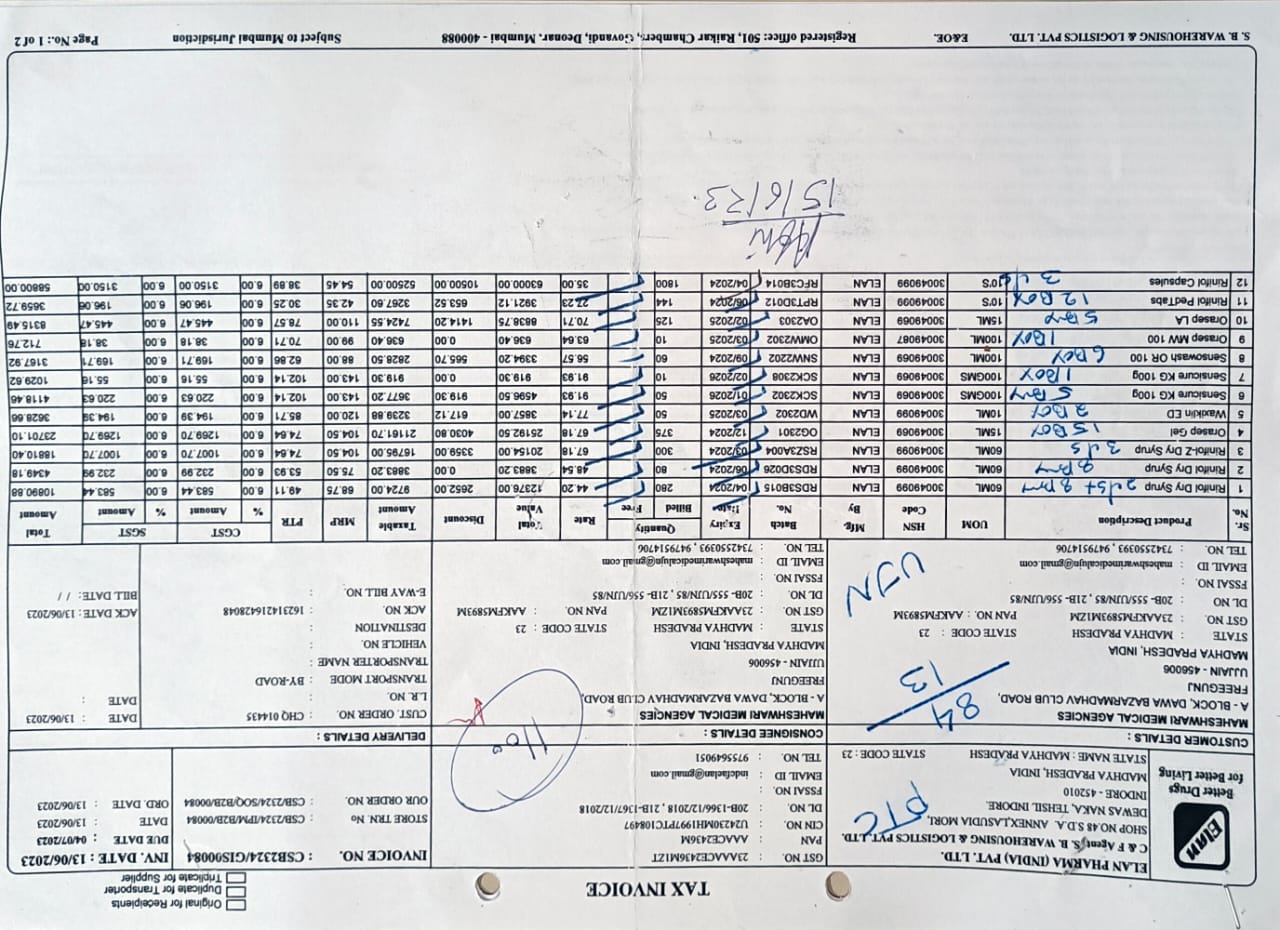 TAX INVOICE
Original for Receipients
Duplicate for Transporter
Triplicate for Supplier
Elan
Better Drugs
for Better Living
ELAN PHARMA (INDIA) PVT. LTD.
C & F Agent S. B. WAREHOUSING & LOGISTICS PVT. LTD.
SHOP NO.48 S.D.A. ANNEX,LASUDIA MORI,
DEWAS NAKA, TEHSIL INDORE.
INDORE - 452010
MADHYA PRADESH, INDIA
STATE NAME : MADHYA PRADESH STATE CODE : 23
PTC
GST NO. : 23AAACE2436M1ZT
PAN : AAACE2436M
CIN NO. : U24230MH1997PTC108497
DL NO. : 20B-1366/12/2018 , 21B-1367/12/2018
FSSAI NO. :
EMAIL ID : indcfaelan@gmail.com
TEL NO. : 9755649051
INVOICE NO. : CSB2324/CIS00084 INV. DATE : 13/06/2023
DUE DATE : 04/07/2023
STORE TRN. No : CSB/2324/IPM/B2B/00084 DATE : 13/06/2023
OUR ORDER NO. : CSB/2324/SOQ/B2B/00084 ORD. DATE : 13/06/2023
CUSTOMER DETAILS :
MAHESHWARI MEDICAL AGENCIES
A - BLOCK, DAWA BAZARMADHAV CLUB ROAD,
FREEGUNJ
UJJAIN - 456006
MADHYA PRADESH, INDIA
STATE : MADHYA PRADESH STATE CODE : 23
GST NO. : 23AAKFM5893M1ZM PAN NO. : AAKFM5893M
DL NO : 20B- 555/UJN/85 , 21B- 556/UJN/85
FSSAI NO. :
EMAIL ID : maheshwarimedicalujn@gmail.com
TEL NO. : 7342550393 , 9479514706
84
13
UJN
CONSIGNEE DETAILS :
MAHESHWARI MEDICAL AGENCIES
A - BLOCK, DAWA BAZARMADHAV CLUB ROAD,
FREEGUNJ
UJJAIN - 456006
MADHYA PRADESH, INDIA
STATE : MADHYA PRADESH STATE CODE : 23
GST NO. : 23AAKFM5893M1ZM PAN NO. : AAKFM5893M
DL NO. : 20B- 555/UJN/85 , 21B- 556/UJN/85
FSSAI NO. :
EMAIL ID : maheshwarimedicalujn@gmail.com
TEL NO. : 7342550393 , 9479514706
1100
DELIVERY DETAILS :
CUST. ORDER NO. : CHQ 014435 DATE : 13/06/2023
L.R. NO. : DATE :
TRANSPORT MODE : BY-ROAD
TRANSPORTER NAME :
VEHICLE NO. :
DESTINATION :
ACK NO. : 162314216428048 ACK DATE : 13/06/2023
E-WAY BILL NO. : BILL DATE: / /
Sr. No. Product Description UOM HSN Code Mfg. By Batch No. Expiry Date Quantity Billed Free Rate Total Value Discount Taxable Amount MRP PTR CGST % Amount SGST % Amount Total Amount
1 Rinifol Dry Syrup 60ML 30049099 ELAN RDS3B015 04/2024 280 44.20 12376.00 2652.00 9724.00 68.75 49.11 6.00 583.44 6.00 583.44 10890.88
2 Rinifol Dry Syrup 60ML 30049099 ELAN RDS3D028 06/2024 80 48.54 3883.20 0.00 3883.20 75.50 53.93 6.00 232.99 6.00 232.99 4349.18
3 Rinifol-Z Dry Syrup 60ML 30049099 ELAN RSZ3A004 03/2024 300 67.18 20154.00 3359.00 16795.00 104.50 74.64 6.00 1007.70 6.00 1007.70 18810.40
4 Orasep Gel 15ML 30049069 ELAN OG2301 12/2024 375 67.18 25192.50 4030.80 21161.70 104.50 74.64 6.00 1269.70 6.00 1269.70 23701.10
5 Waxklin ED 2 Box 10ML 30049069 ELAN WD2302 03/2025 50 77.14 3857.00 617.12 3239.88 120.00 85.71 6.00 194.39 6.00 194.39 3628.66
6 Sensicure KG 100g 100GMS 30049069 ELAN SCK2302 01/2026 50 91.93 4596.50 919.30 3677.20 143.00 102.14 6.00 220.63 6.00 220.63 4118.46
7 Sensicure KG 100g 1 Box 100GMS 30049069 ELAN SCK2308 02/2026 10 91.93 919.30 0.00 919.30 143.00 102.14 6.00 55.16 6.00 55.16 1029.62
8 Sensowash OR 100 6 Box 100ML 30049069 ELAN SNW2202 09/2024 60 56.57 3394.20 565.70 2828.50 88.00 62.86 6.00 169.71 6.00 169.71 3167.92
9 Orasep MW 100 1 Box 100ML 30049087 ELAN OMW2302 03/2025 10 63.64 636.40 0.00 636.40 99.00 70.71 6.00 38.18 6.00 38.18 712.76
10 Orasep LA 15ML 30049069 ELAN OA2303 02/2025 125 70.71 8838.75 1414.20 7424.55 110.00 78.57 6.00 445.47 6.00 445.47 8315.49
11 Rinifol PedTabs 12 Box 10'S 30049099 ELAN RPT3D012 06/2024 144 27.23 3921.12 653.52 3267.60 42.35 30.25 6.00 196.06 6.00 196.06 3659.72
12 Rinifol Capsules 10'S 30049099 ELAN RFC3B014 04/2024 1800 35.00 63000.00 10500.00 52500.00 54.45 38.89 6.00 3150.00 6.00 3150.00 58800.00
15/6/23
S. B. WAREHOUSING & LOGISTICS PVT. LTD. E&OE. Registered office: 501, Raikar Chambers, Govandi, Deonar. Mumbai - 400088 Subject to Mumbai Jurisdiction Page No.: 1 of 2